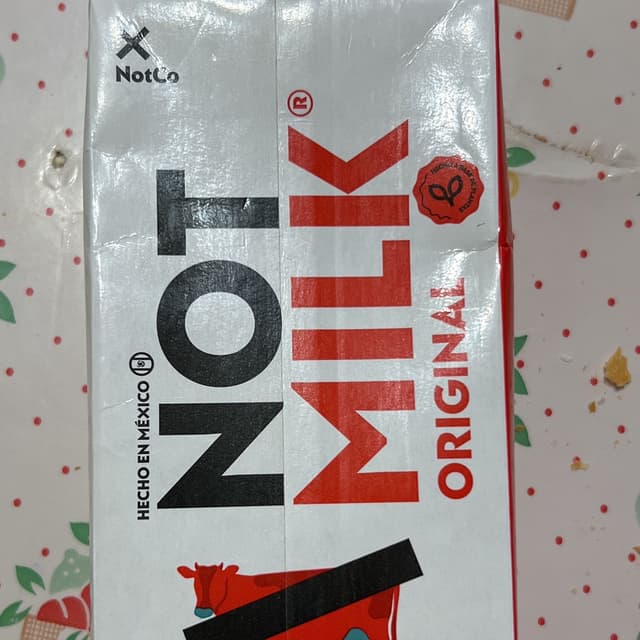 NotCo
HECHO EN MÉXICO
NOT
MILK®
ORIGINAL